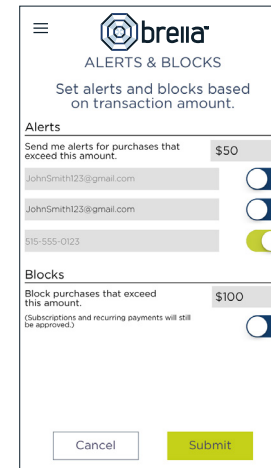 brella
ALERTS & BLOCKS
Set alerts and blocks based
on transaction amount.
Alerts
Send me alerts for purchases that
exceed this amount.
$50
JohnSmith123@gmail.com
JohnSmith123@gmail.com
515-555-0123
Blocks
Block purchases that exceed
this amount.
$100
(Subscriptions and recurring payments will still
be approved.)
Cancel
Submit